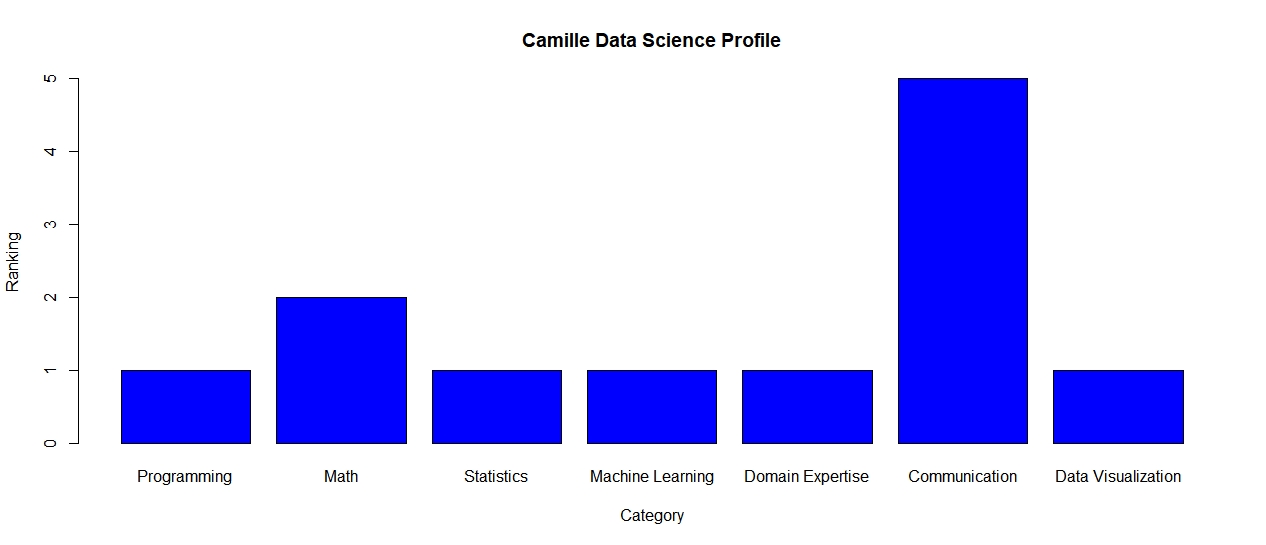 Camille Data Science Profile
5
4
3
2
1
0
Ranking
Programming Math Statistics Machine Learning Domain Expertise Communication Data Visualization
Category